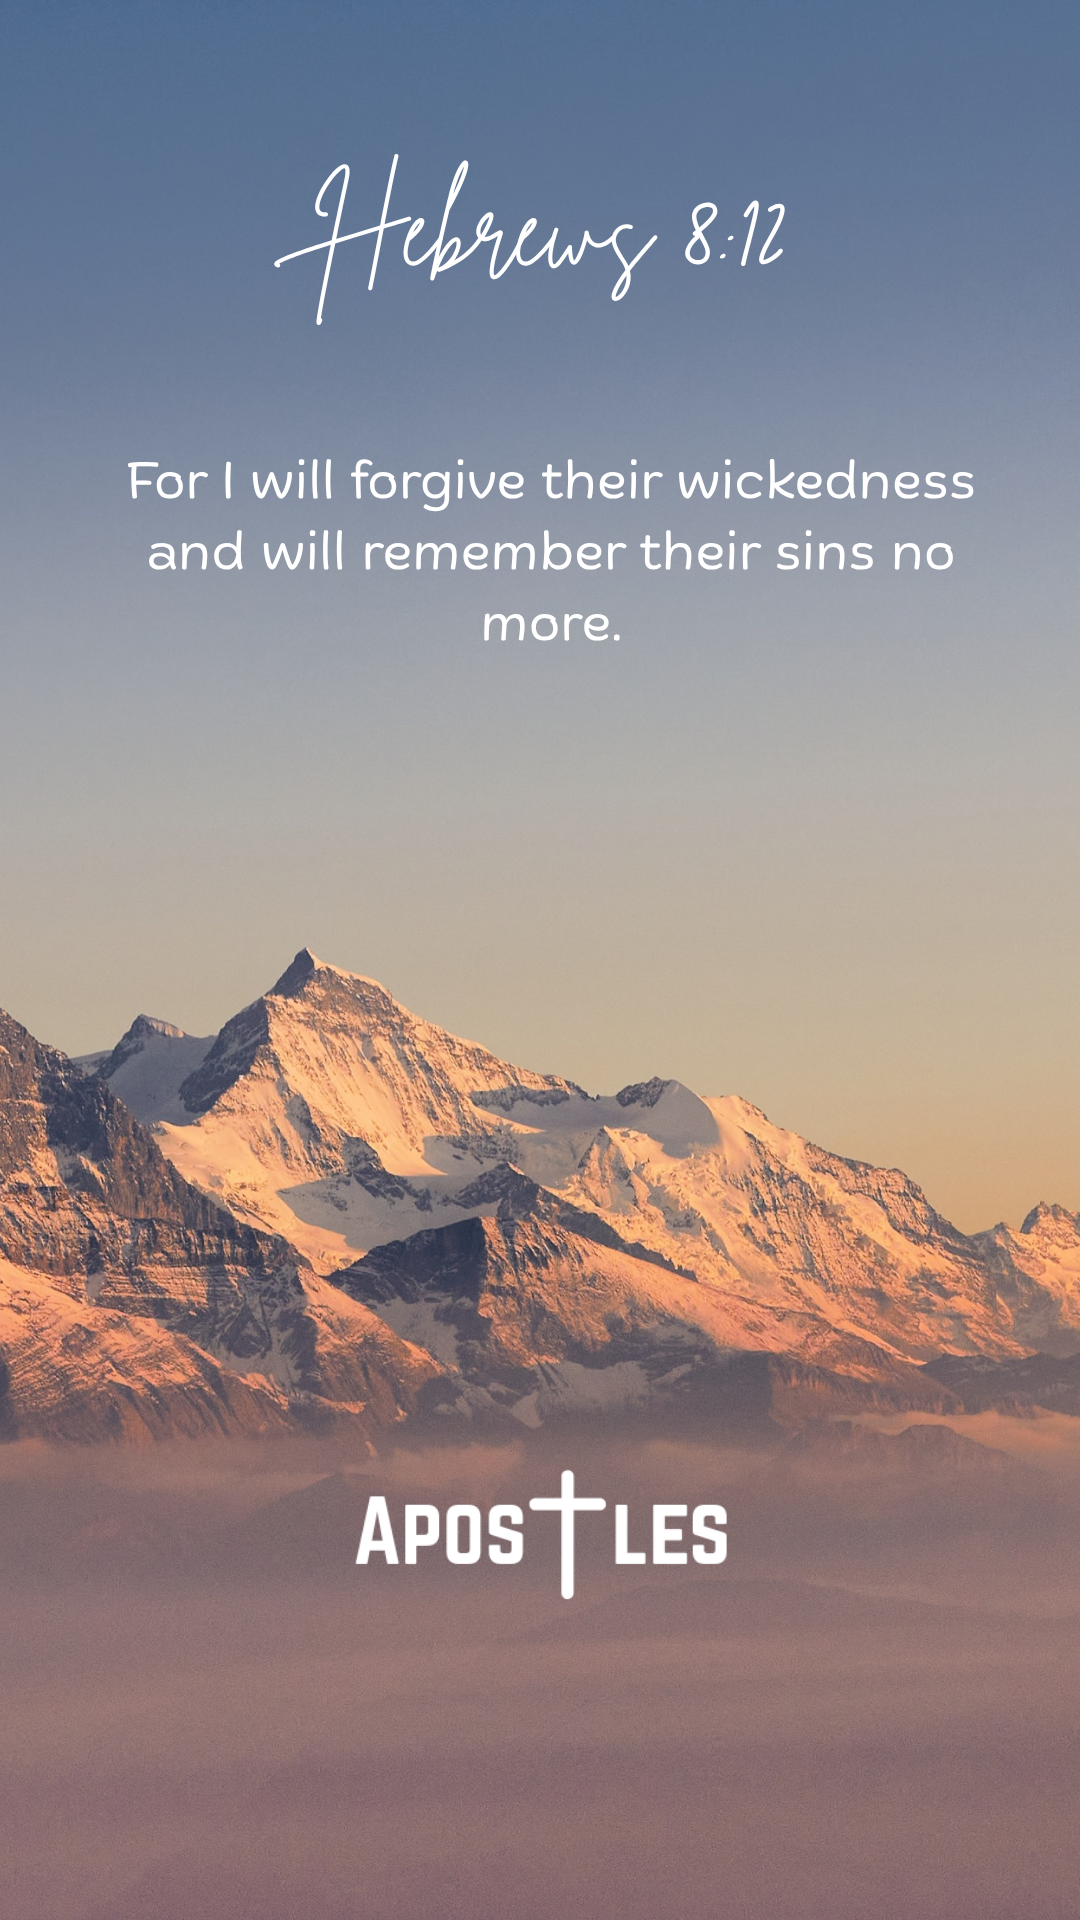 Hebrews 8:12
For I will forgive their wickedness
and will remember their sins no
more.
APOSTLES